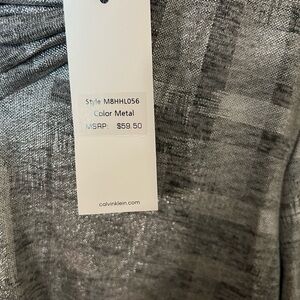 Style M8HHL056
Color Metal
MSRP: $59.50
calvinklein.com